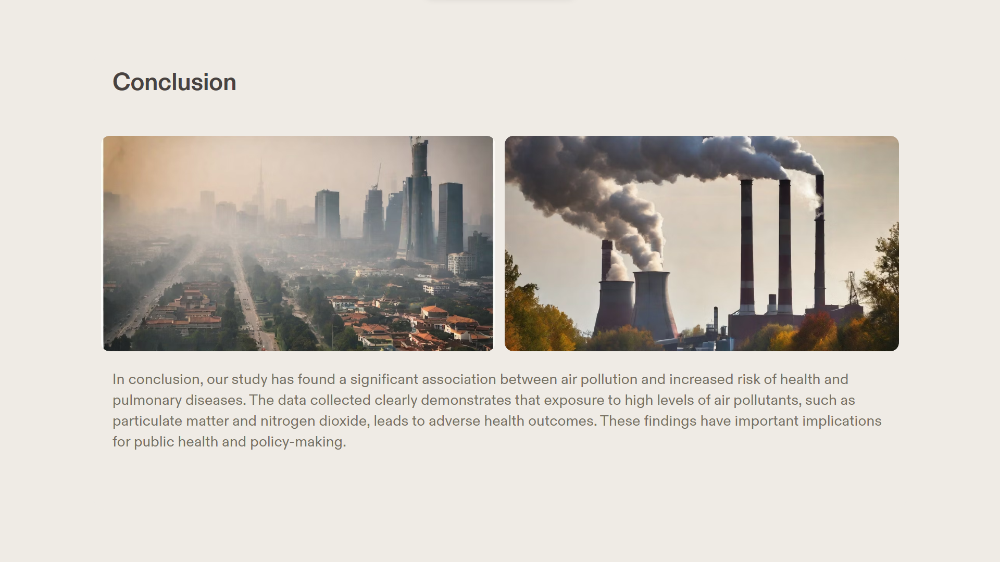 Conclusion
In conclusion, our study has found a significant association between air pollution and increased risk of health and
pulmonary diseases. The data collected clearly demonstrates that exposure to high levels of air pollutants, such as
particulate matter and nitrogen dioxide, leads to adverse health outcomes. These findings have important implications
for public health and policy-making.